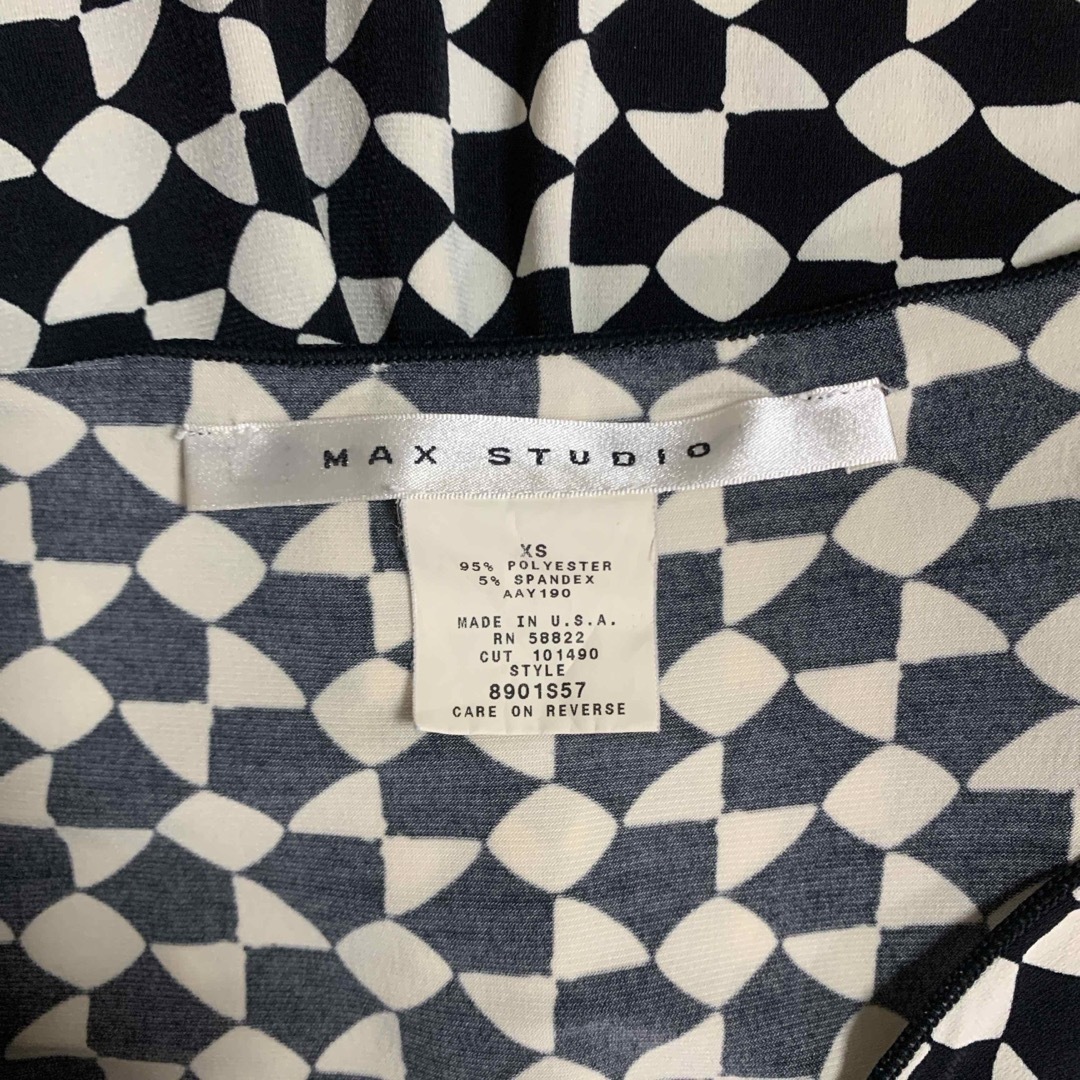 MAX STUDIO
XS
95% POLYESTER
5% SPANDEX
AAY190
MADE IN U.S.A.
RN 58822
CUT 101490
STYLE
8901S57
CARE ON REVERSE